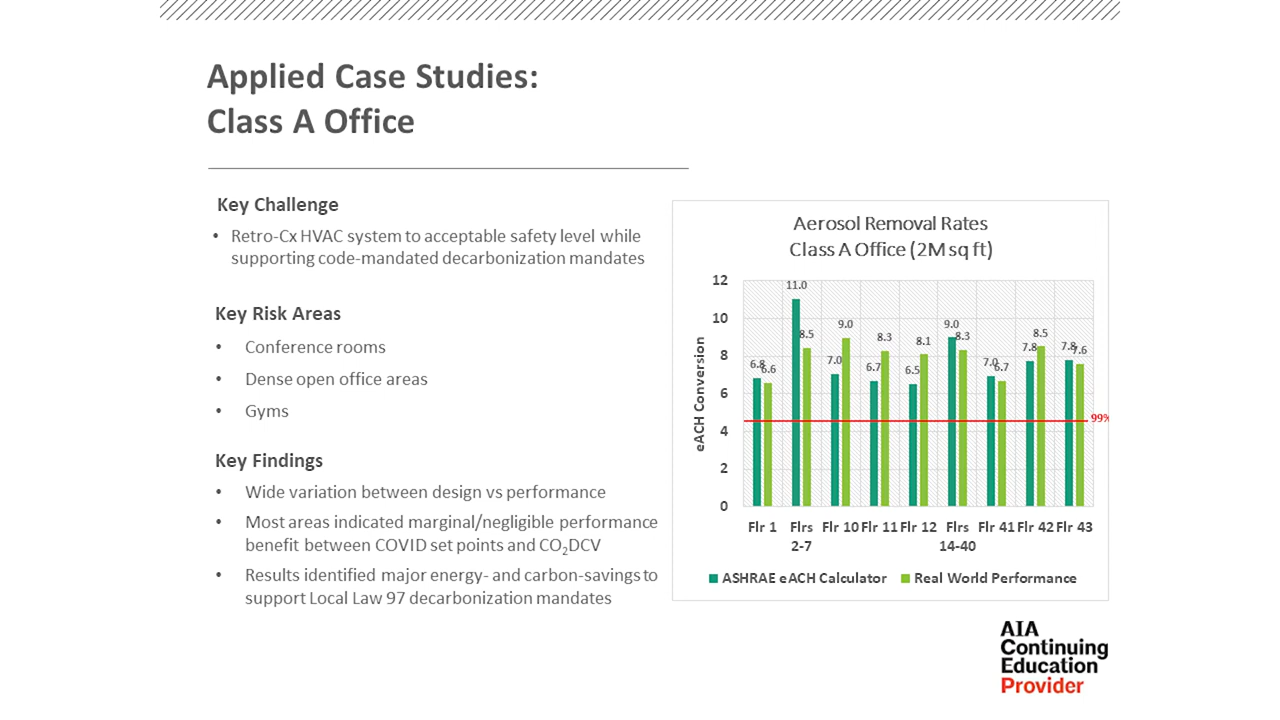 Applied Case Studies:
Class A Office
Key Challenge
• Retro-Cx HVAC system to acceptable safety level while
supporting code-mandated decarbonization mandates
Key Risk Areas
• Conference rooms
• Dense open office areas
• Gyms
Key Findings
• Wide variation between design vs performance
• Most areas indicated marginal/negligible performance
benefit between COVID set points and CO₂DCV
• Results identified major energy- and carbon-savings to
support Local Law 97 decarbonization mandates
Aerosol Removal Rates
Class A Office (2M sq ft)
eACH Conversion
12
10
8
6
4
2
0
6.8 6.6
11.0 8.5
7.0 9.0
6.7 8.3
6.5 8.1
9.0 8.3
7.0 6.7
7.8 8.5
7.8 7.6
99%
Flr 1 Flrs 2-7 Flr 10 Flr 11 Flr 12 Flrs 14-40 Flr 41 Flr 42 Flr 43
ASHRAE eACH Calculator Real World Performance
AIA
Continuing
Education
Provider